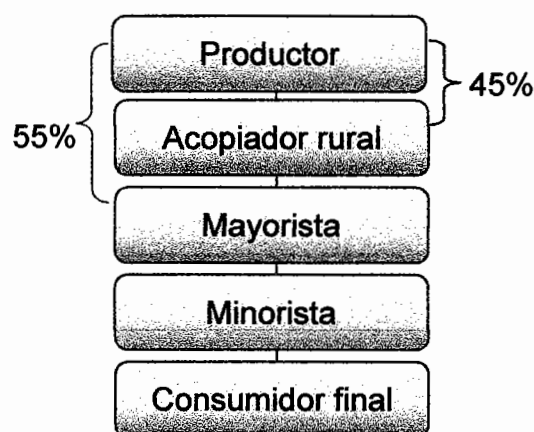 Productor
45%
55%
Acopiador rural
Mayorista
Minorista
Consumidor final